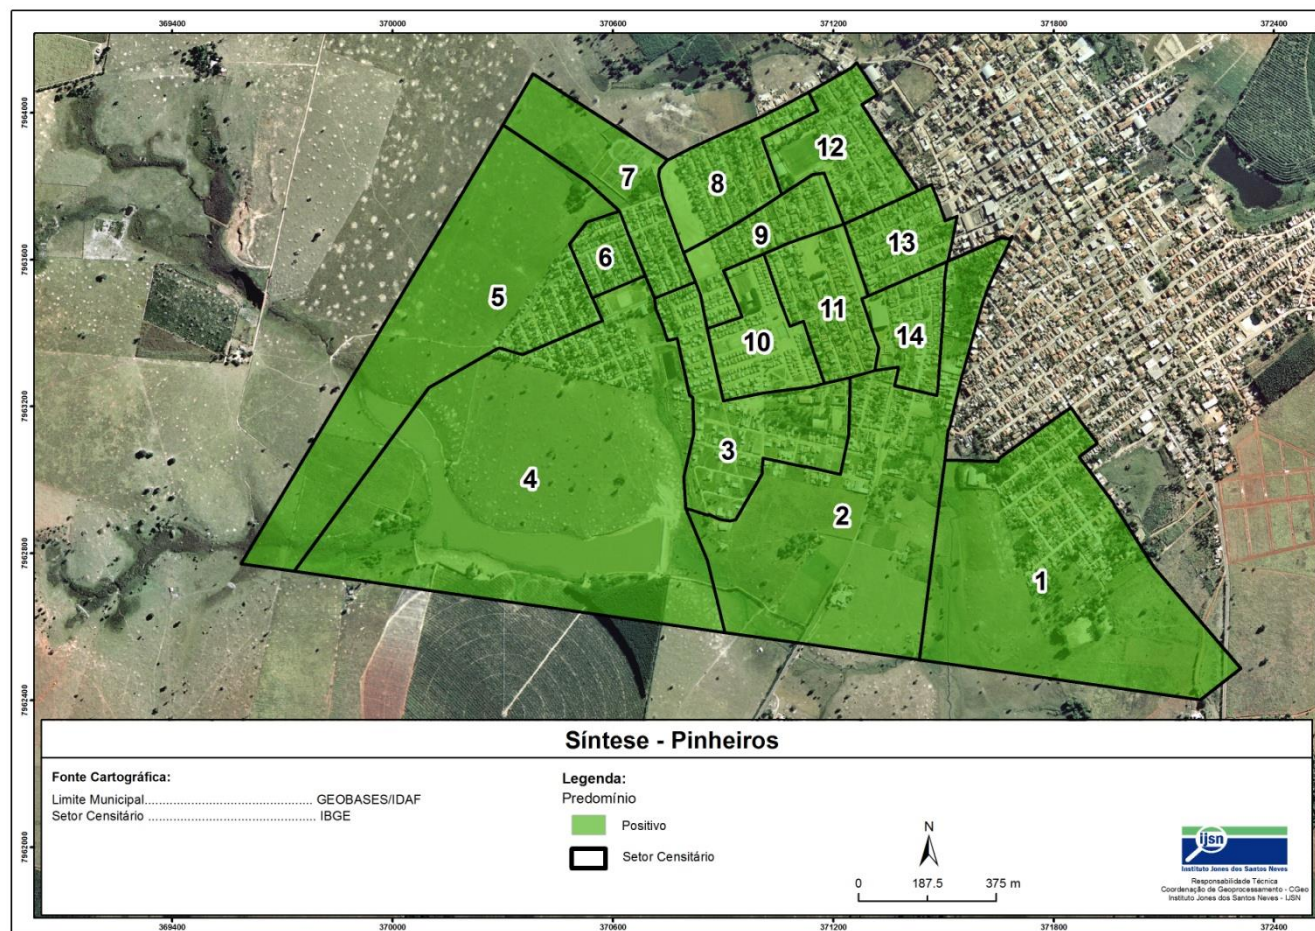 369400 370000 370600 371200 371800 372400
7964000
7963600
7963200
7962800
7962400
7962000
12
7
8
9
13
6
5
11
14
10
3
4
2
1
Síntese - Pinheiros
Fonte Cartográfica:
Limite Municipal.................................................. GEOBASES/IDAF
Setor Censitário .................................................. IBGE
Legenda:
Predomínio
Positivo
Setor Censitário
N
0 187.5 375 m
ijsn
Instituto Jones dos Santos Neves
Responsabilidade Técnica
Coordenação de Geoprocessamento - CGeo
Instituto Jones dos Santos Neves - IJSN
369400 370000 370600 371200 371800 372400